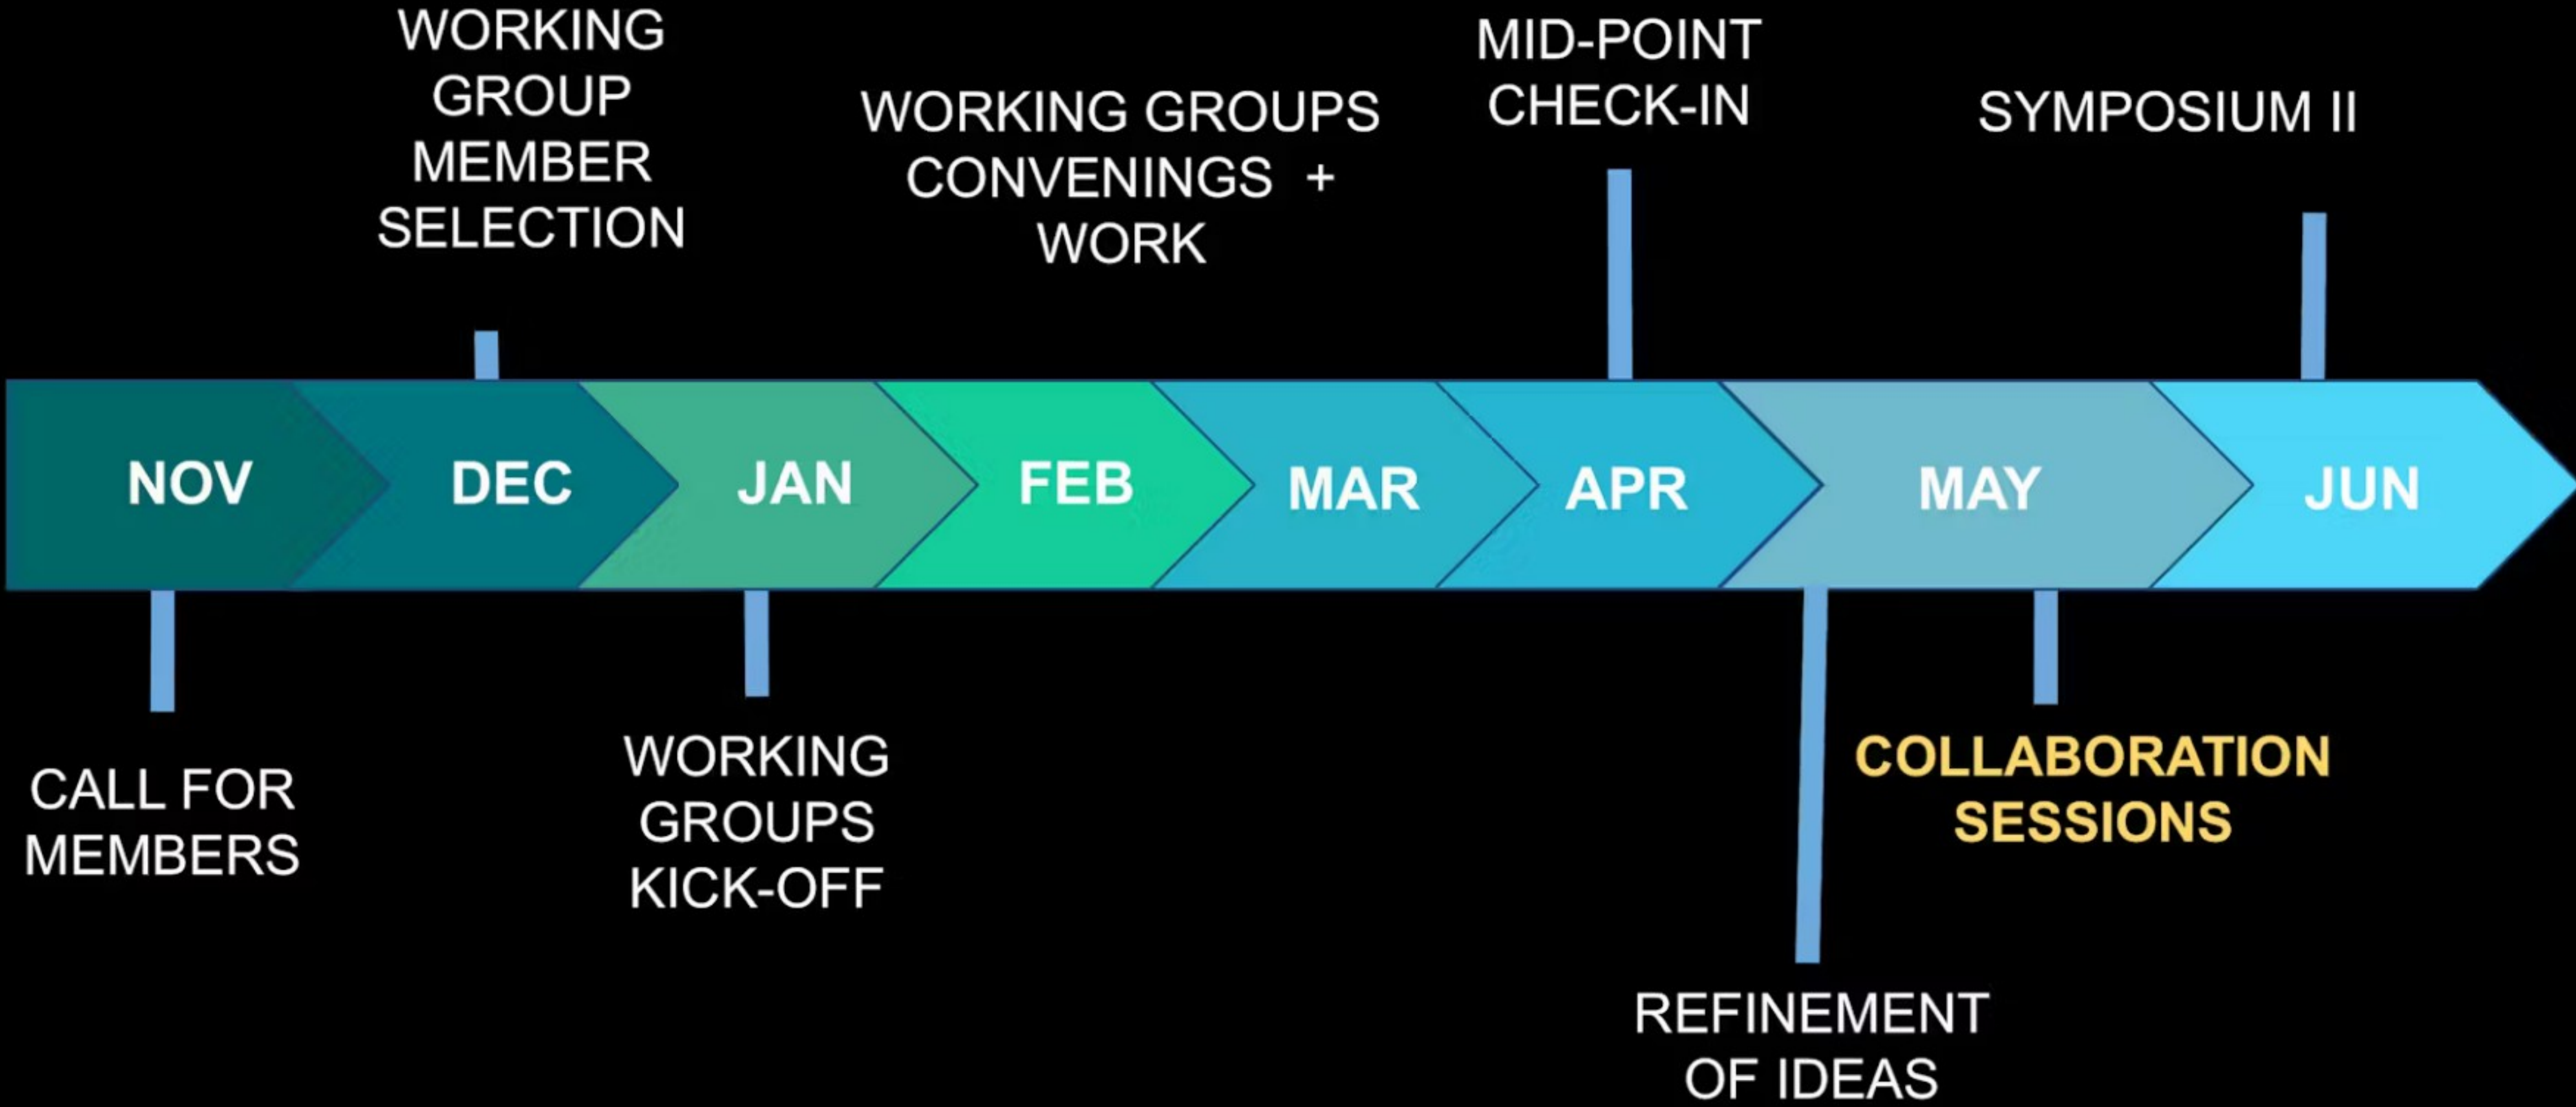 WORKING
GROUP
MEMBER
SELECTION
WORKING GROUPS
CONVENINGS +
WORK
MID-POINT
CHECK-IN
SYMPOSIUM II
NOV
DEC
JAN
FEB
MAR
APR
MAY
JUN
CALL FOR
MEMBERS
WORKING
GROUPS
KICK-OFF
REFINEMENT
OF IDEAS
COLLABORATION
SESSIONS